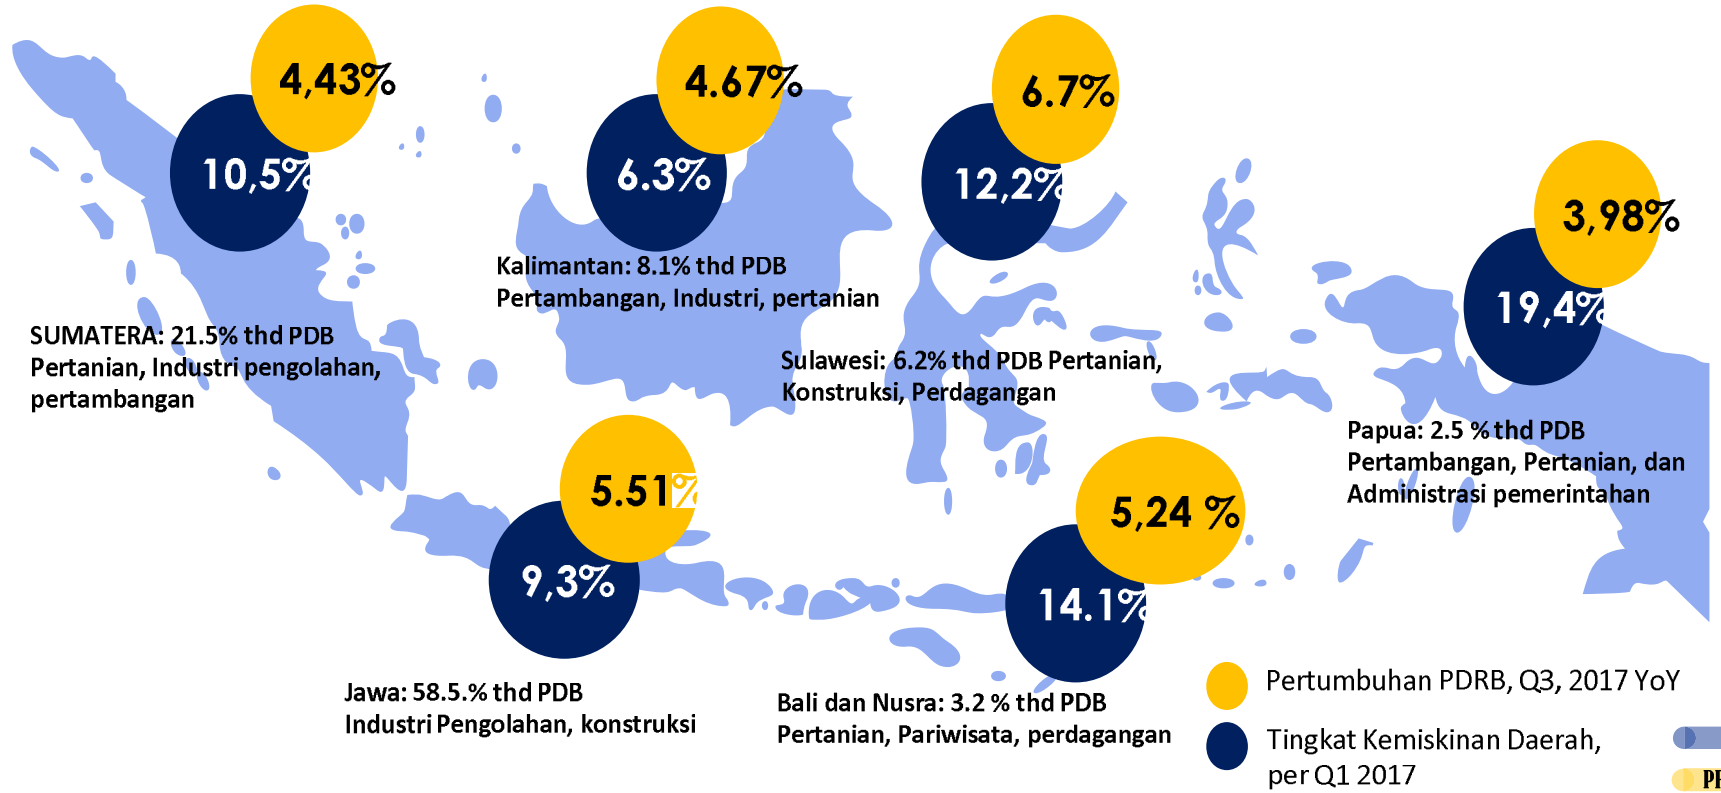 4,43%
10,5%
4.67%
6.3%
6.7%
12,2%
3,98%
19,4%
Kalimantan: 8.1% thd PDB
Pertambangan, Industri, pertanian
SUMATERA: 21.5% thd PDB
Pertanian, Industri pengolahan,
pertambangan
Sulawesi: 6.2% thd PDB Pertanian,
Konstruksi, Perdagangan
Papua: 2.5 % thd PDB
Pertambangan, Pertanian, dan
Administrasi pemerintahan
5.51%
9,3%
5,24 %
14.1%
Jawa: 58.5.% thd PDB
Industri Pengolahan, konstruksi
Bali dan Nusra: 3.2 % thd PDB
Pertanian, Pariwisata, perdagangan
Pertumbuhan PDRB, Q3, 2017 YoY
Tingkat Kemiskinan Daerah,
per Q1 2017